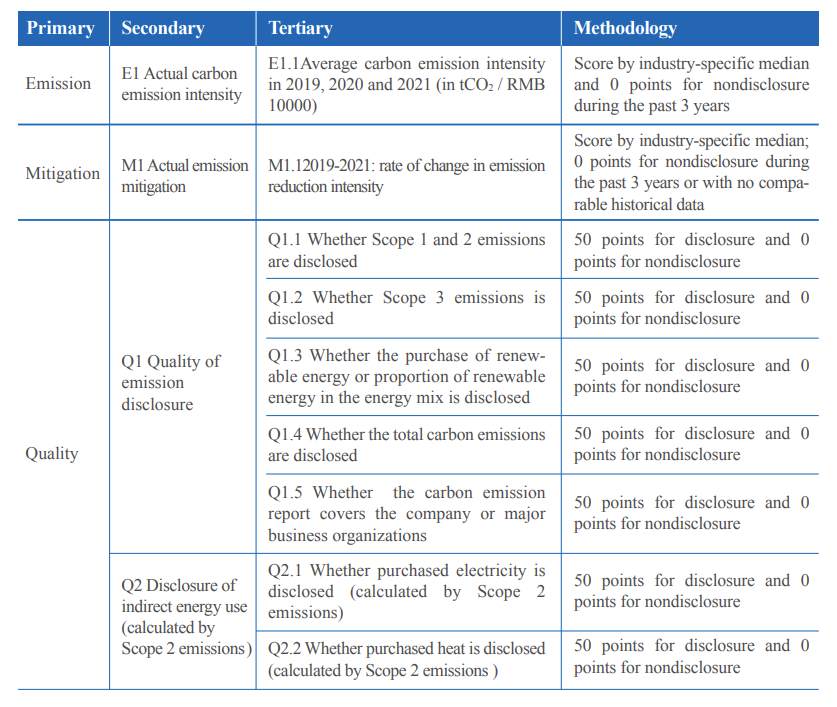 Primary Secondary Tertiary Methodology
Emission
E1 Actual carbon
emission intensity
E1.1Average carbon emission intensity
in 2019, 2020 and 2021 (in tCO₂ / RMB
10000)
Score by industry-specific median
and 0 points for nondisclosure
during the past 3 years
Mitigation
M1 Actual emission
mitigation
M1.12019-2021: rate of change in emission
reduction intensity
Score by industry-specific median;
0 points for nondisclosure during
the past 3 years or with no compa-
rable historical data
Quality
Q1 Quality of
emission
disclosure
Q1.1 Whether Scope 1 and 2 emissions
are disclosed
50 points for disclosure and 0
points for nondisclosure
Q1.2 Whether Scope 3 emissions is
disclosed
50 points for disclosure and 0
points for nondisclosure
Q1.3 Whether the purchase of renew-
able energy or proportion of renewable
energy in the energy mix is disclosed
50 points for disclosure and 0
points for nondisclosure
Q1.4 Whether the total carbon emissions
are disclosed
50 points for disclosure and 0
points for nondisclosure
Q1.5 Whether the carbon emission
report covers the company or major
business organizations
50 points for disclosure and 0
points for nondisclosure
Q2 Disclosure of
indirect energy use
(calculated by
Scope 2 emissions)
Q2.1 Whether purchased electricity is
disclosed (calculated by Scope 2
emissions)
50 points for disclosure and 0
points for nondisclosure
Q2.2 Whether purchased heat is disclosed
(calculated by Scope 2 emissions )
50 points for disclosure and 0
points for nondisclosure